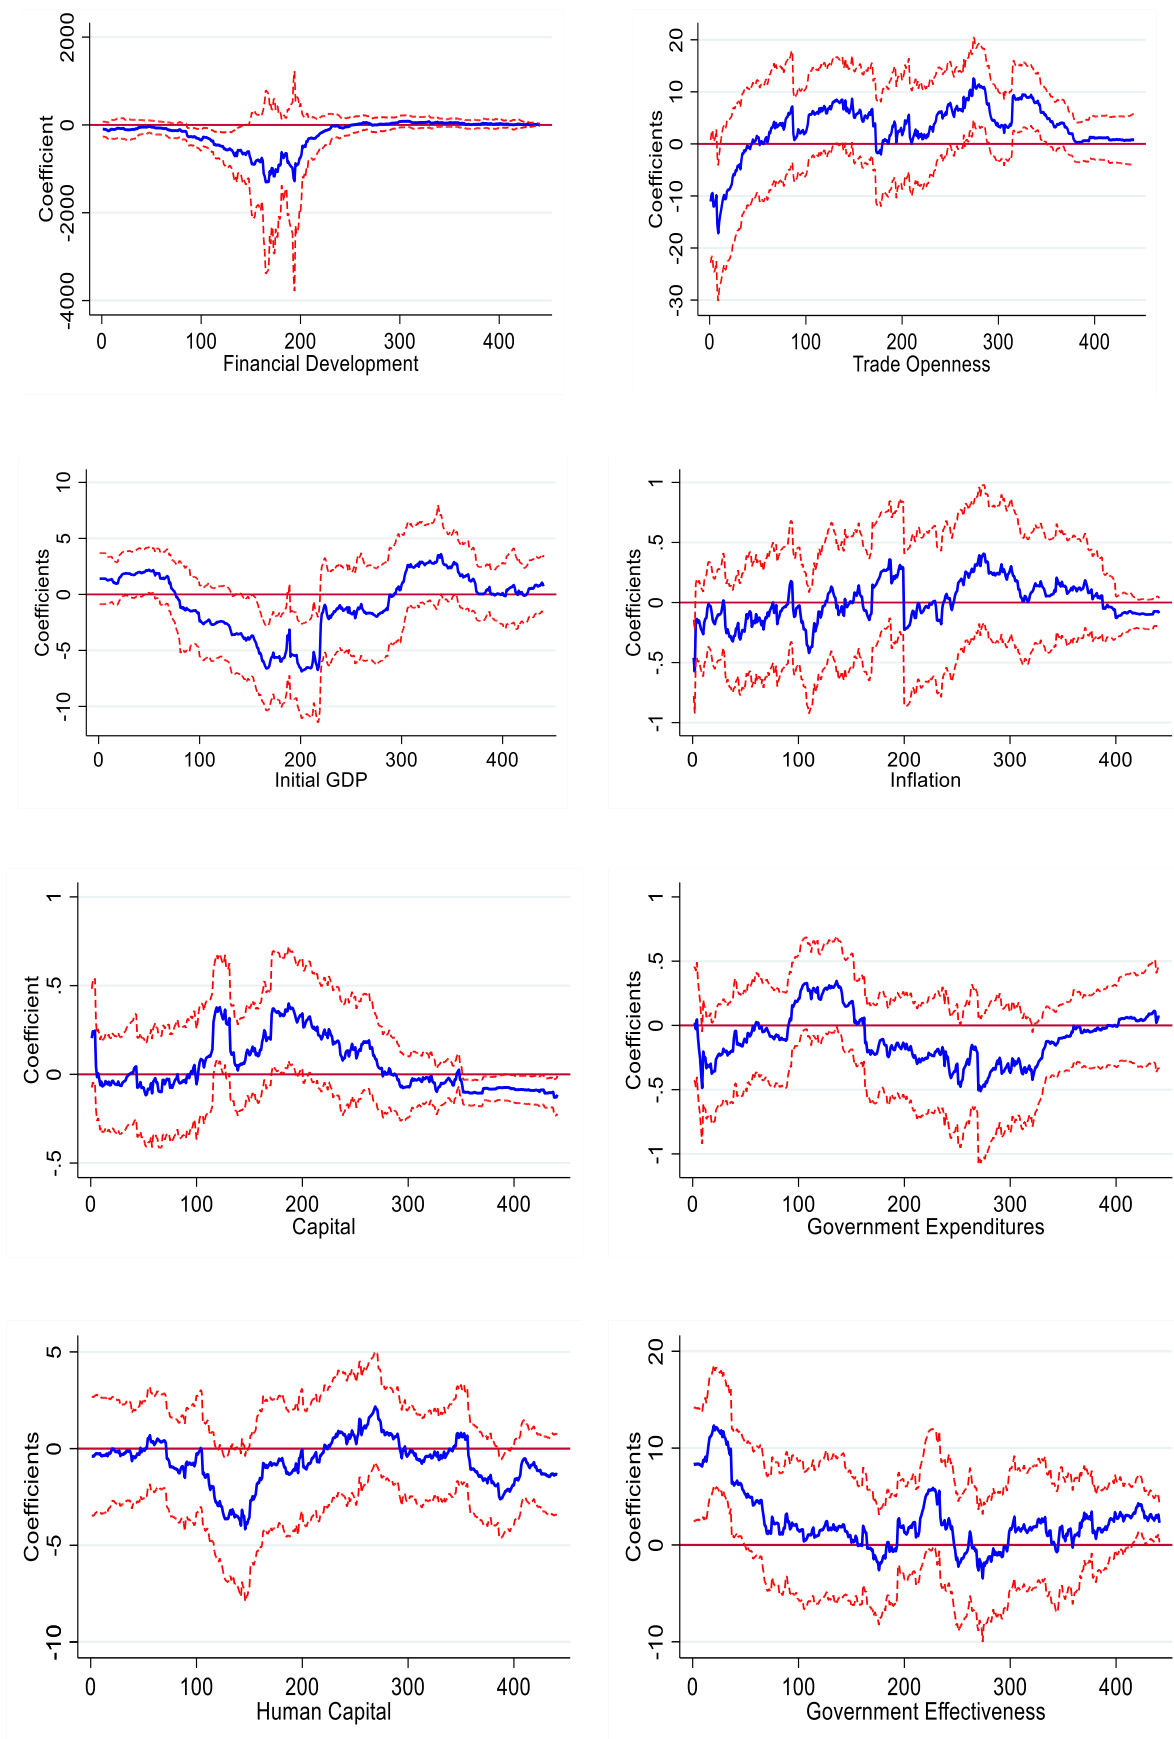 2000
0
-2000
-4000
Coefficient
0 100 200 300 400
Financial Development
20
10
0
-10
-20
-30
Coefficients
0 100 200 300 400
Trade Openness
10
5
0
-5
-10
Coefficients
0 100 200 300 400
Initial GDP
1
.5
0
-.5
-1
Coefficients
0 100 200 300 400
Inflation
1
.5
0
-.5
Coefficient
0 100 200 300 400
Capital
1
.5
0
-.5
-1
Coefficients
0 100 200 300 400
Government Expenditures
5
0
-5
-10
Coefficients
0 100 200 300 400
Human Capital
20
10
0
-10
Coefficients
0 100 200 300 400
Government Effectiveness